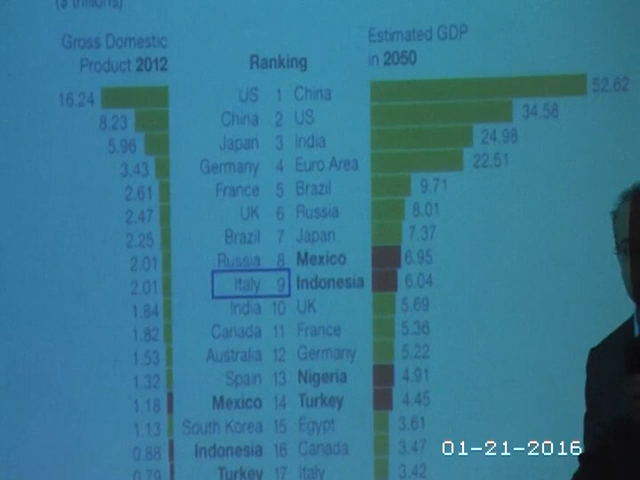 ($ trillions)
Gross Domestic Product 2012 Ranking Estimated GDP in 2050
16.24 US 1 China 52.62
8.23 China 2 US 34.58
5.96 Japan 3 India 24.98
3.43 Germany 4 Euro Area 22.51
2.61 France 5 Brazil 9.71
2.47 UK 6 Russia 8.01
2.25 Brazil 7 Japan 7.37
2.01 Russia 8 Mexico 6.95
2.01 Italy 9 Indonesia 6.04
1.84 India 10 UK 5.69
1.82 Canada 11 France 5.36
1.53 Australia 12 Germany 5.22
1.32 Spain 13 Nigeria 4.91
1.18 Mexico 14 Turkey 4.45
1.13 South Korea 15 Egypt 3.61
0.88 Indonesia 16 Canada 3.47
0.79 Turkey 17 Italy 3.42
01-21-2016